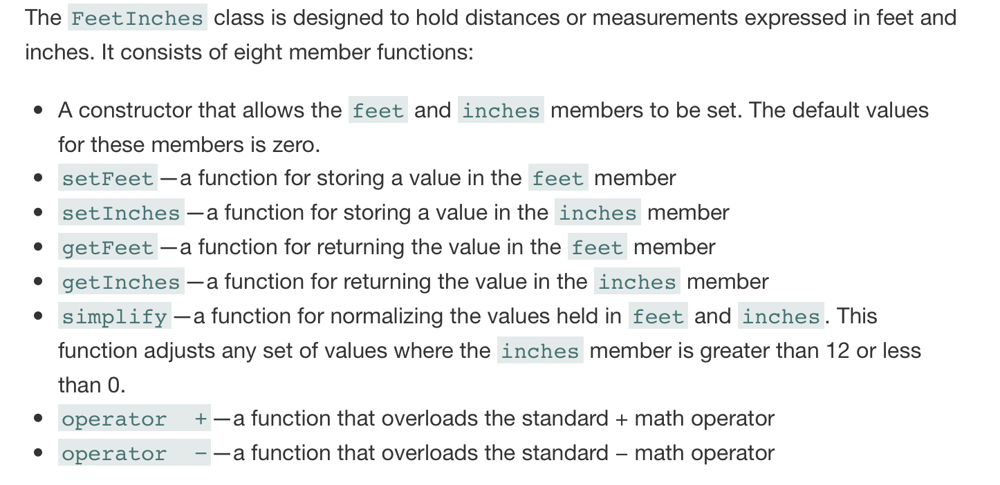 The FeetInches class is designed to hold distances or measurements expressed in feet and
inches. It consists of eight member functions:
• A constructor that allows the feet and inches members to be set. The default values
for these members is zero.
• setFeet—a function for storing a value in the feet member
• setInches—a function for storing a value in the inches member
• getFeet—a function for returning the value in the feet member
• getInches—a function for returning the value in the inches member
• simplify—a function for normalizing the values held in feet and inches. This
function adjusts any set of values where the inches member is greater than 12 or less
than 0.
• operator +—a function that overloads the standard + math operator
• operator −—a function that overloads the standard – math operator